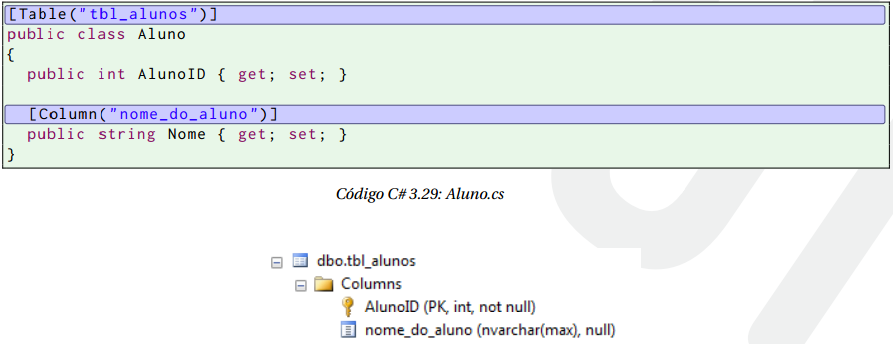 [Table("tbl_alunos")]
public class Aluno
{
  public int AlunoID { get; set; }
  [Column("nome_do_aluno")]
  public string Nome { get; set; }
}
Código C# 3.29: Aluno.cs
dbo.tbl_alunos
Columns
AlunoID (PK, int, not null)
nome_do_aluno (nvarchar(max), null)